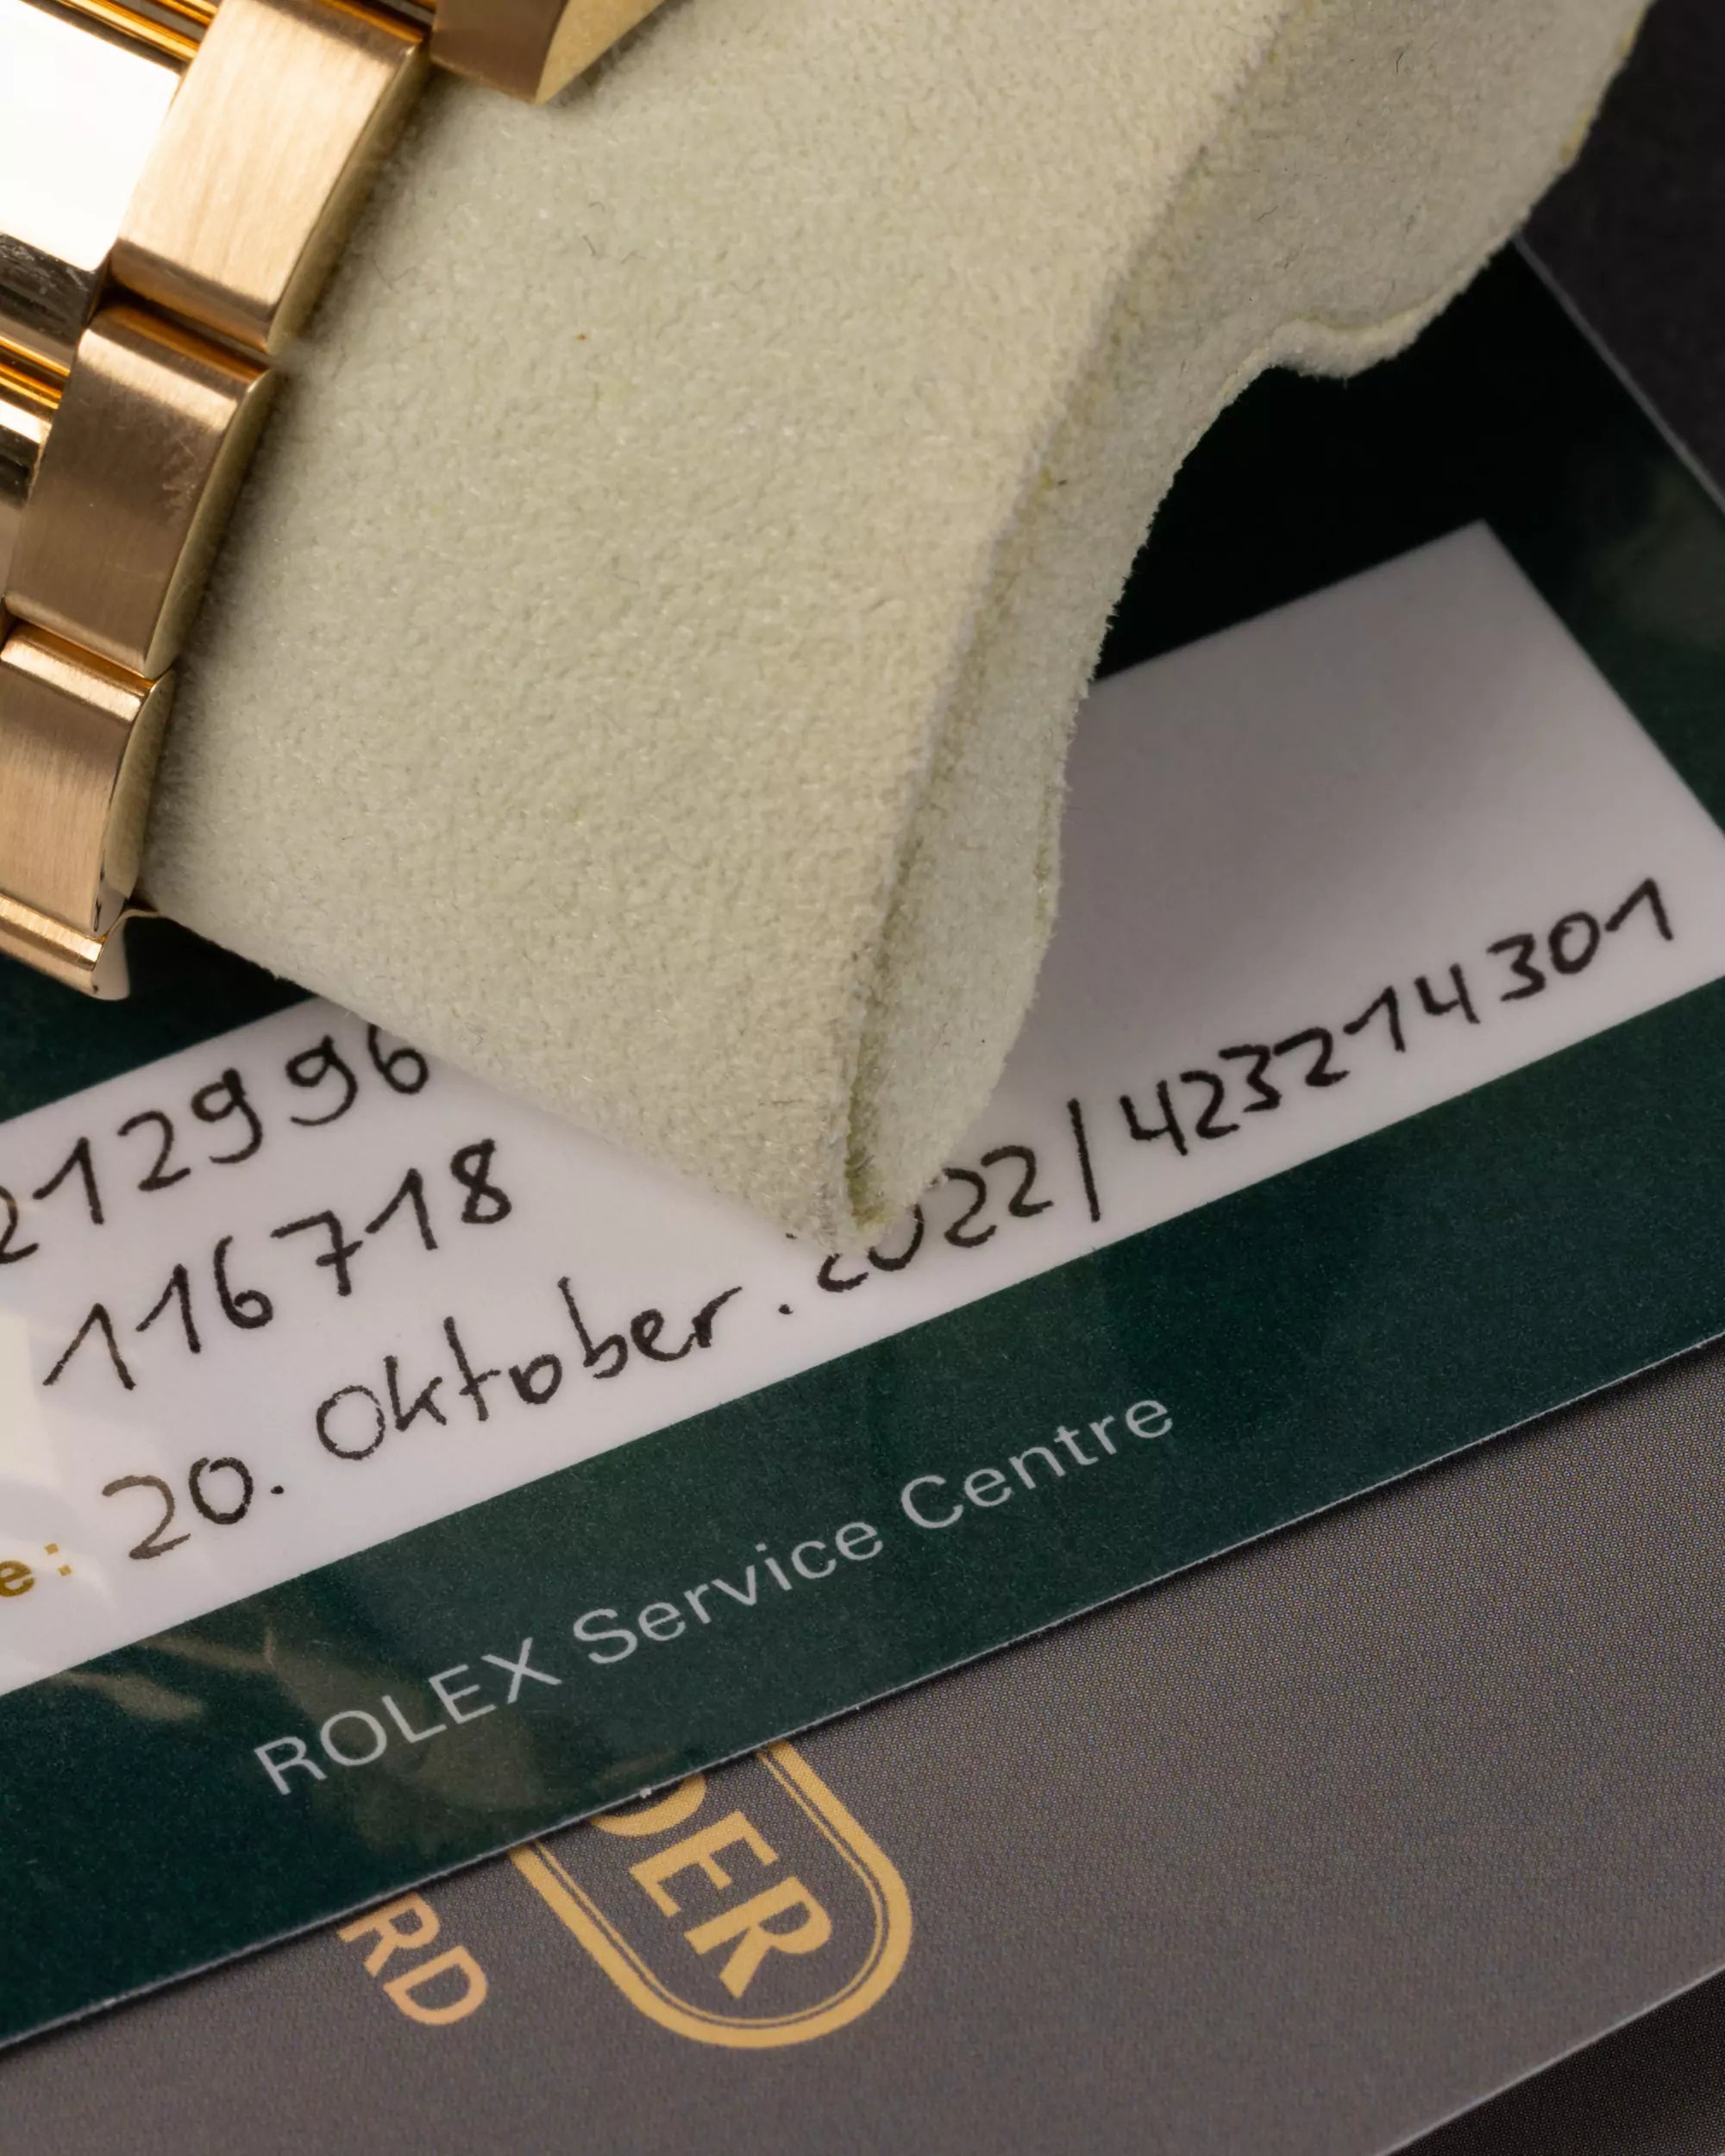 212996
116718
e: 20. Oktober. 2022 / 423214301
ROLEX Service Centre
DER
RD